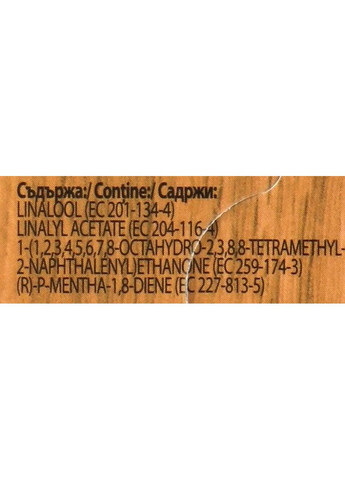 Съдържа:/ Contine:/ Садржи:
LINALOOL (EC 201-134-4)
LINALYL ACETATE (EC 204-116-4)
1-(1,2,3,4,5,6,7,8-OCTAHYDRO-2,3,8,8-TETRAMETHYL-
2-NAPHTHALENYL)ETHANONE (EC 259-174-3)
(R)-P-MENTHA-1,8-DIENE (EC 227-813-5)